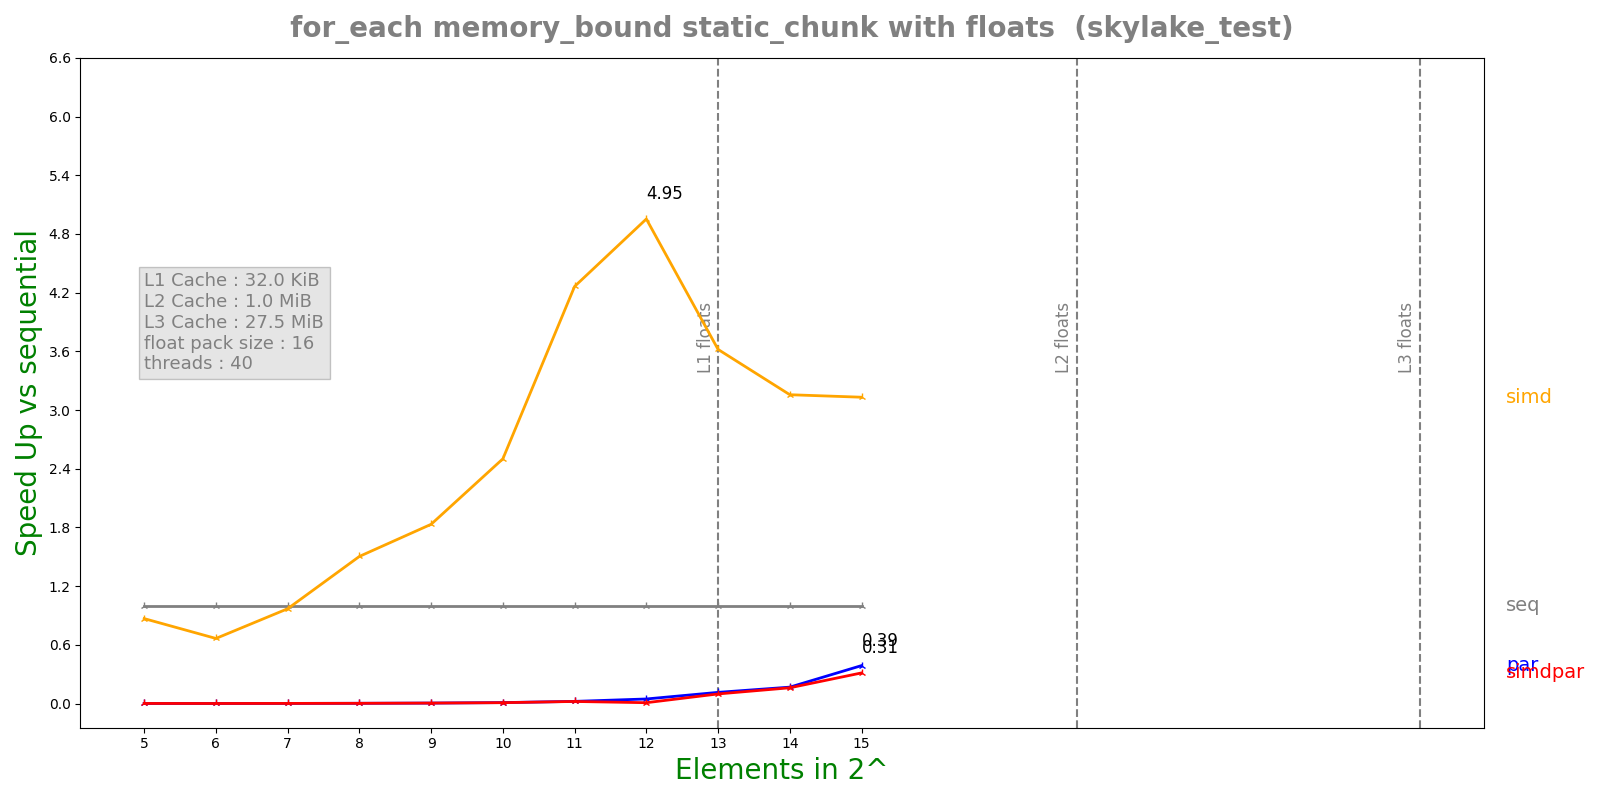 for_each memory_bound static_chunk with floats  (skylake_test)
Speed Up vs sequential
6.6
6.0
5.4
4.8
4.2
3.6
3.0
2.4
1.8
1.2
0.6
0.0
L1 Cache : 32.0 KiB
L2 Cache : 1.0 MiB
L3 Cache : 27.5 MiB
float pack size : 16
threads : 40
4.95
L1 floats
L2 floats
L3 floats
0.39
0.31
simd
seq
par
simdpar
5 6 7 8 9 10 11 12 13 14 15
Elements in 2^